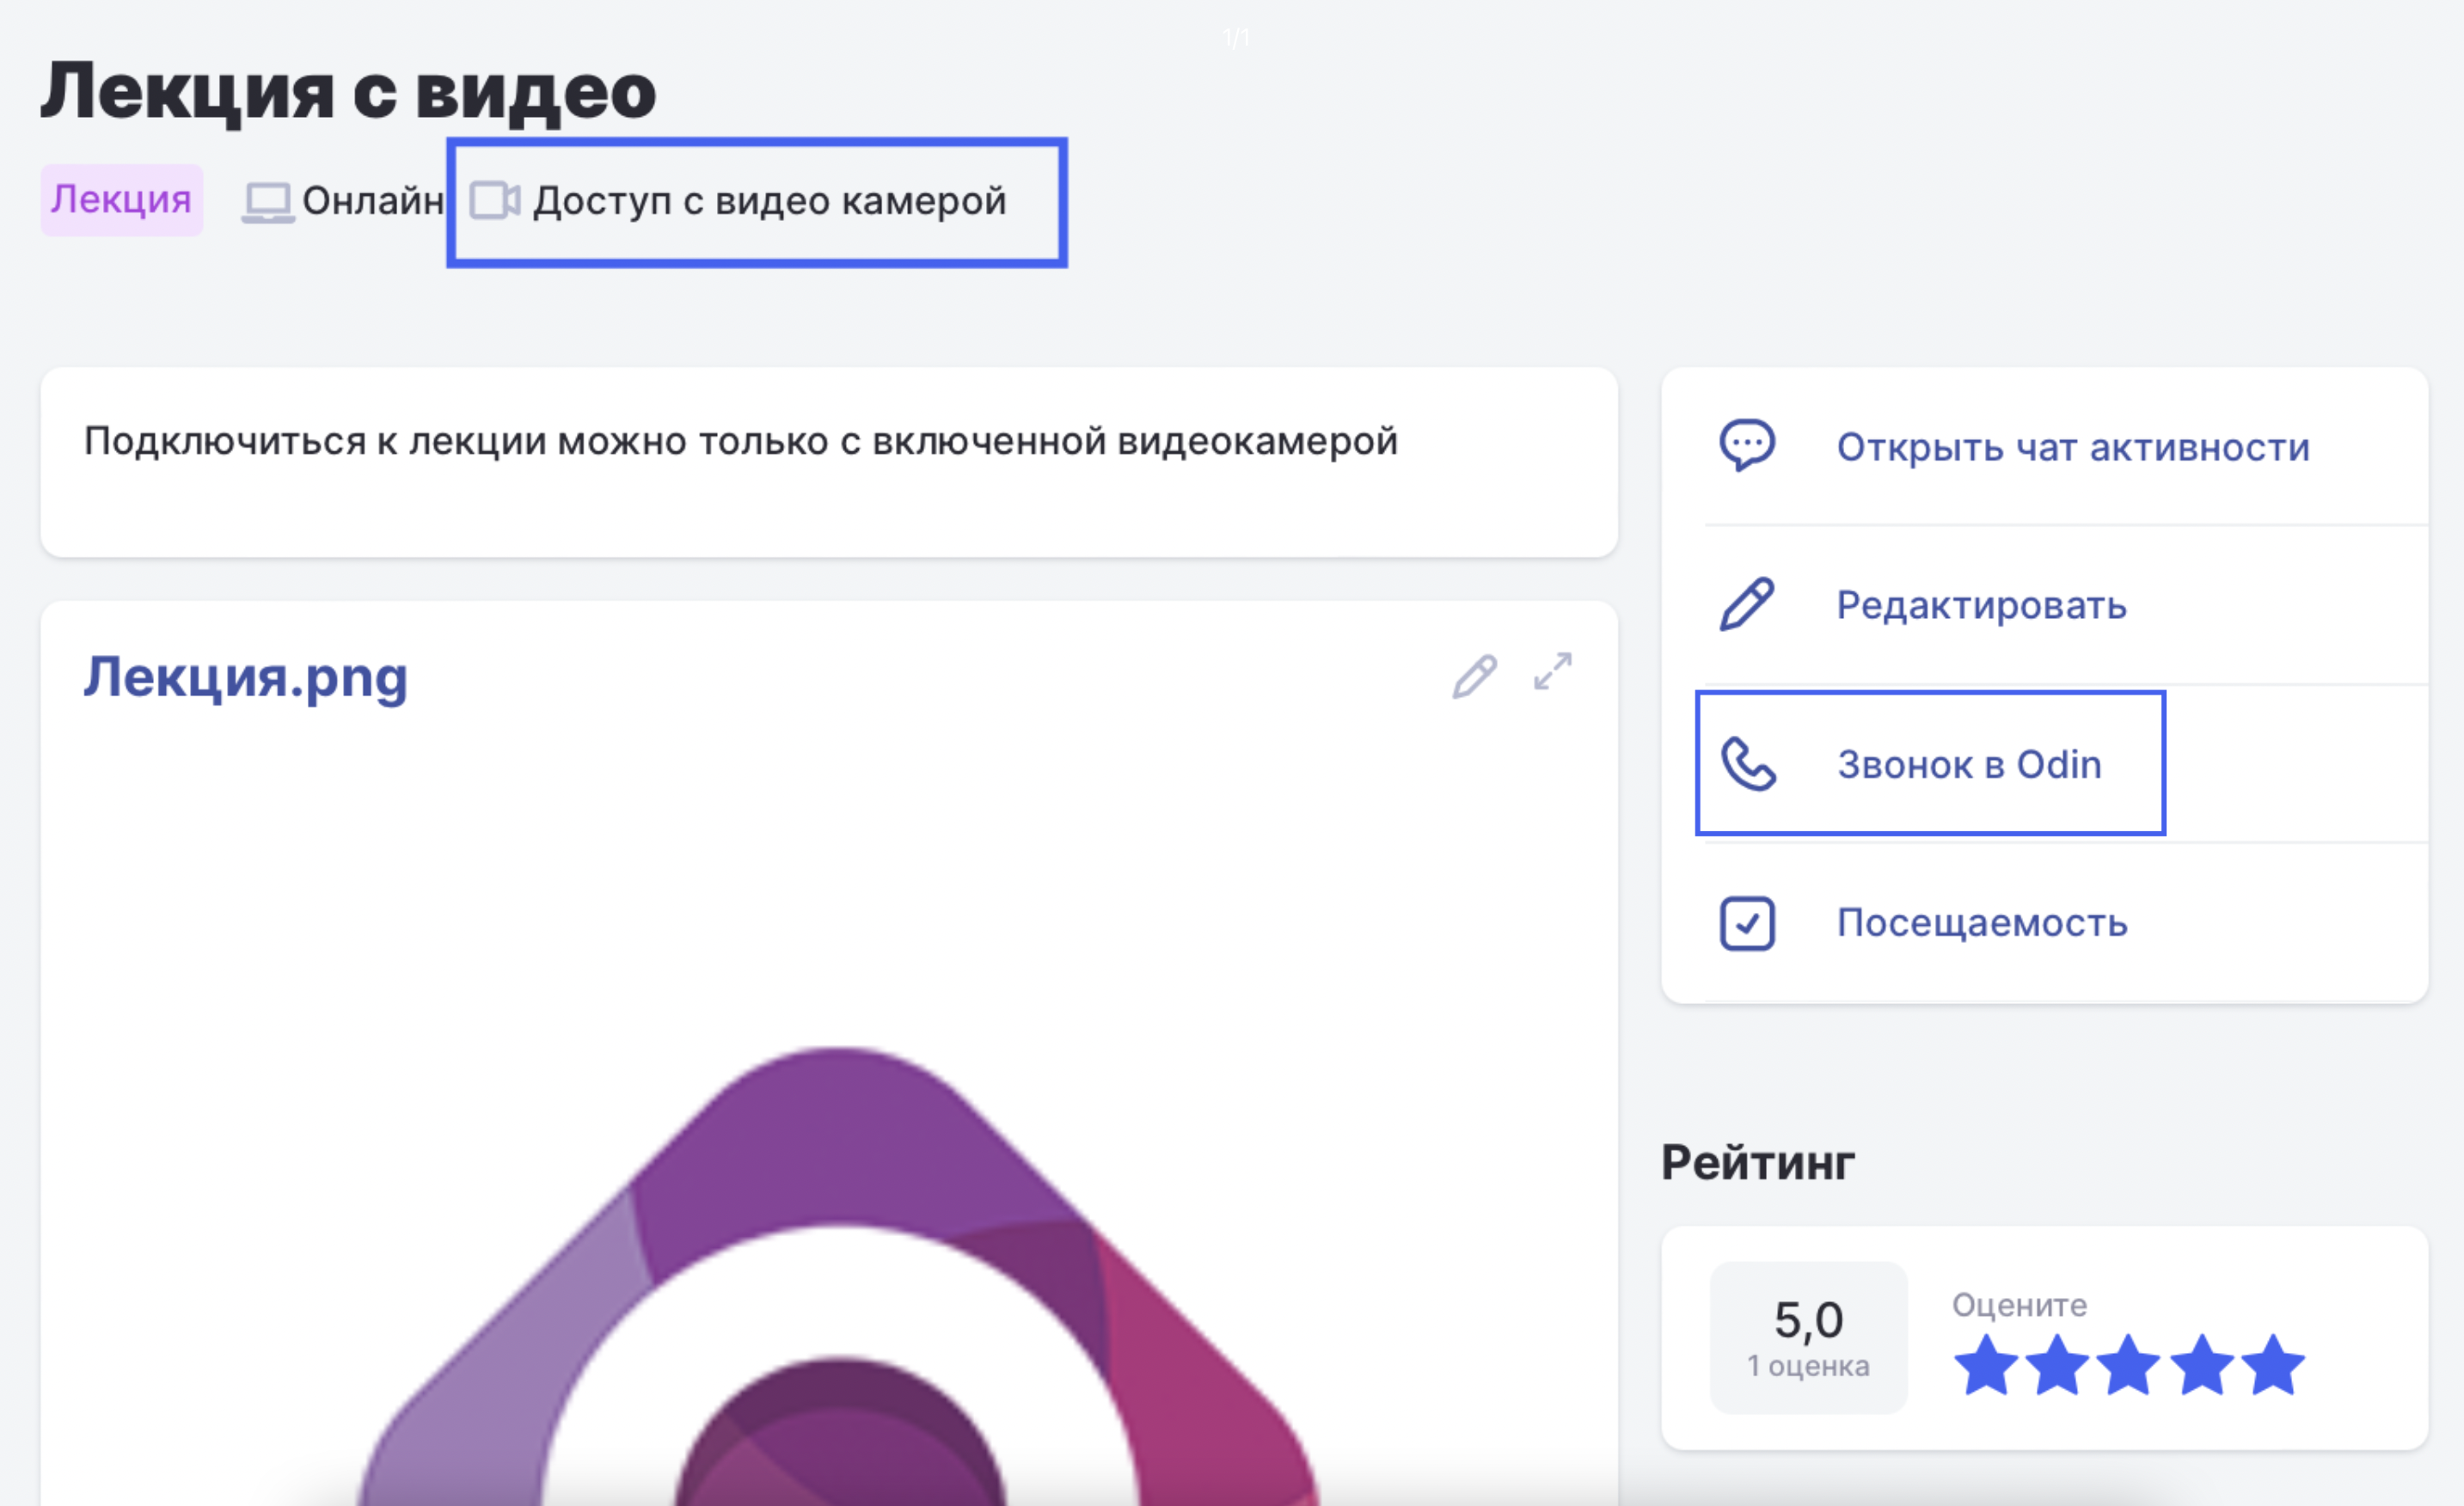 1/1
Лекция с видео
Лекция Онлайн Доступ с видео камерой
Подключиться к лекции можно только с включенной видеокамерой
Лекция.png
Открыть чат активности
Редактировать
Звонок в Odin
Посещаемость
Рейтинг
5,0
1 оценка
Оцените